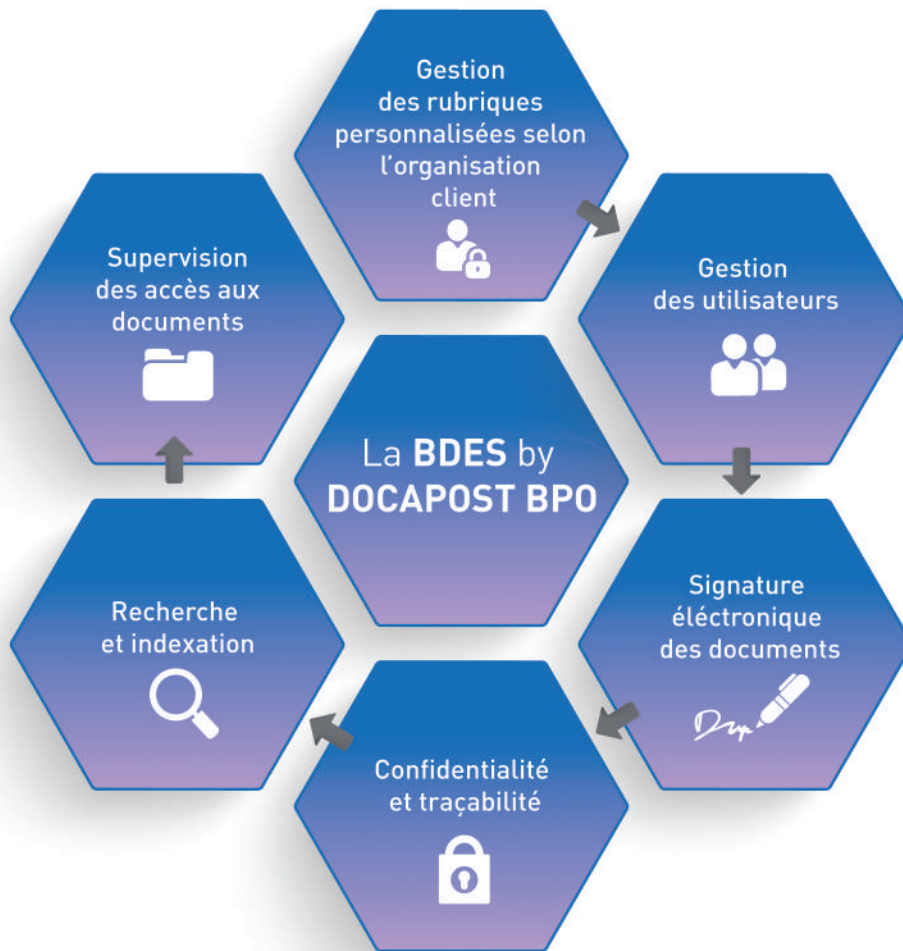 Gestion
des rubriques
personnalisées selon
l'organisation
client
Gestion
des utilisateurs
Signature
éléctronique
des documents
Confidentialité
et traçabilité
Recherche
et indexation
Supervision
des accès aux
documents
La BDES by
DOCAPOST BPO